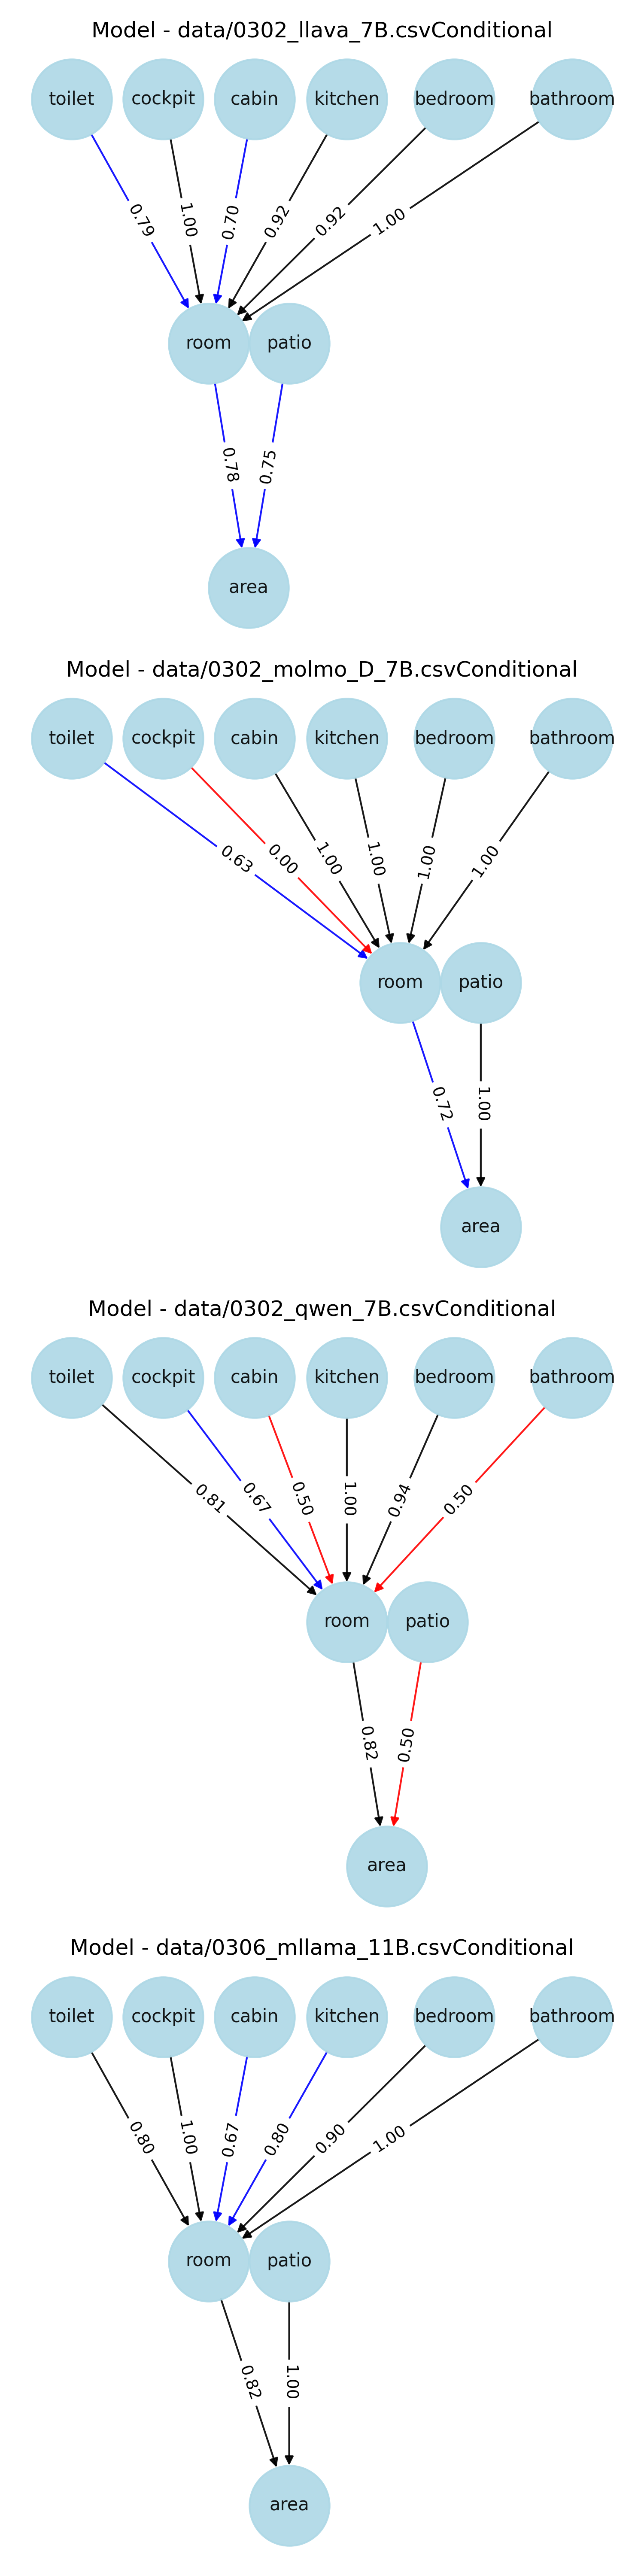 Model - data/0302_llava_7B.csvConditional
toilet cockpit cabin kitchen bedroom bathroom
0.79 1.00 0.70 0.92 0.92 1.00
room patio
0.78 0.75
area
Model - data/0302_molmo_D_7B.csvConditional
toilet cockpit cabin kitchen bedroom bathroom
0.63 0.00 1.00 1.00 1.00 1.00
room patio
0.72 1.00
area
Model - data/0302_qwen_7B.csvConditional
toilet cockpit cabin kitchen bedroom bathroom
0.81 0.67 0.50 1.00 0.94 0.50
room patio
0.82 0.50
area
Model - data/0306_mllama_11B.csvConditional
toilet cockpit cabin kitchen bedroom bathroom
0.80 1.00 0.67 0.80 0.90 1.00
room patio
0.82 1.00
area